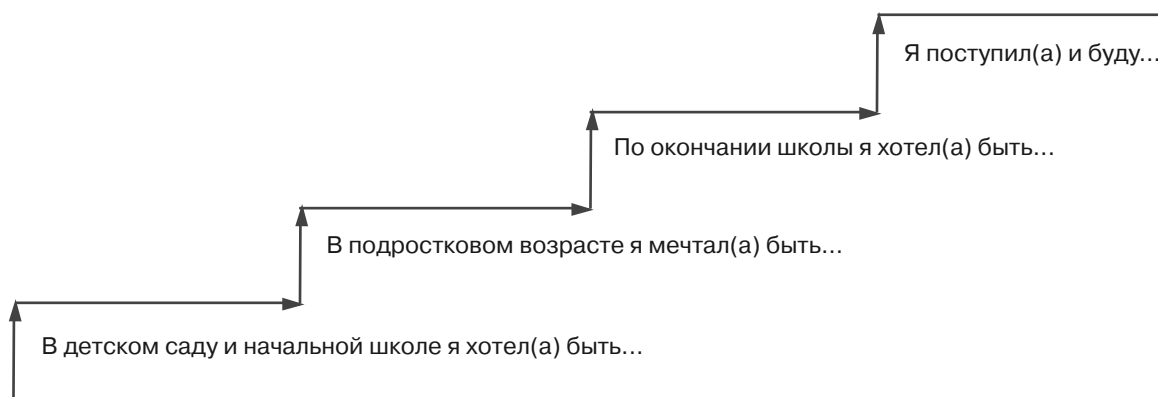 Я поступил(а) и буду…
По окончании школы я хотел(а) быть…
В подростковом возрасте я мечтал(а) быть…
В детском саду и начальной школе я хотел(а) быть…